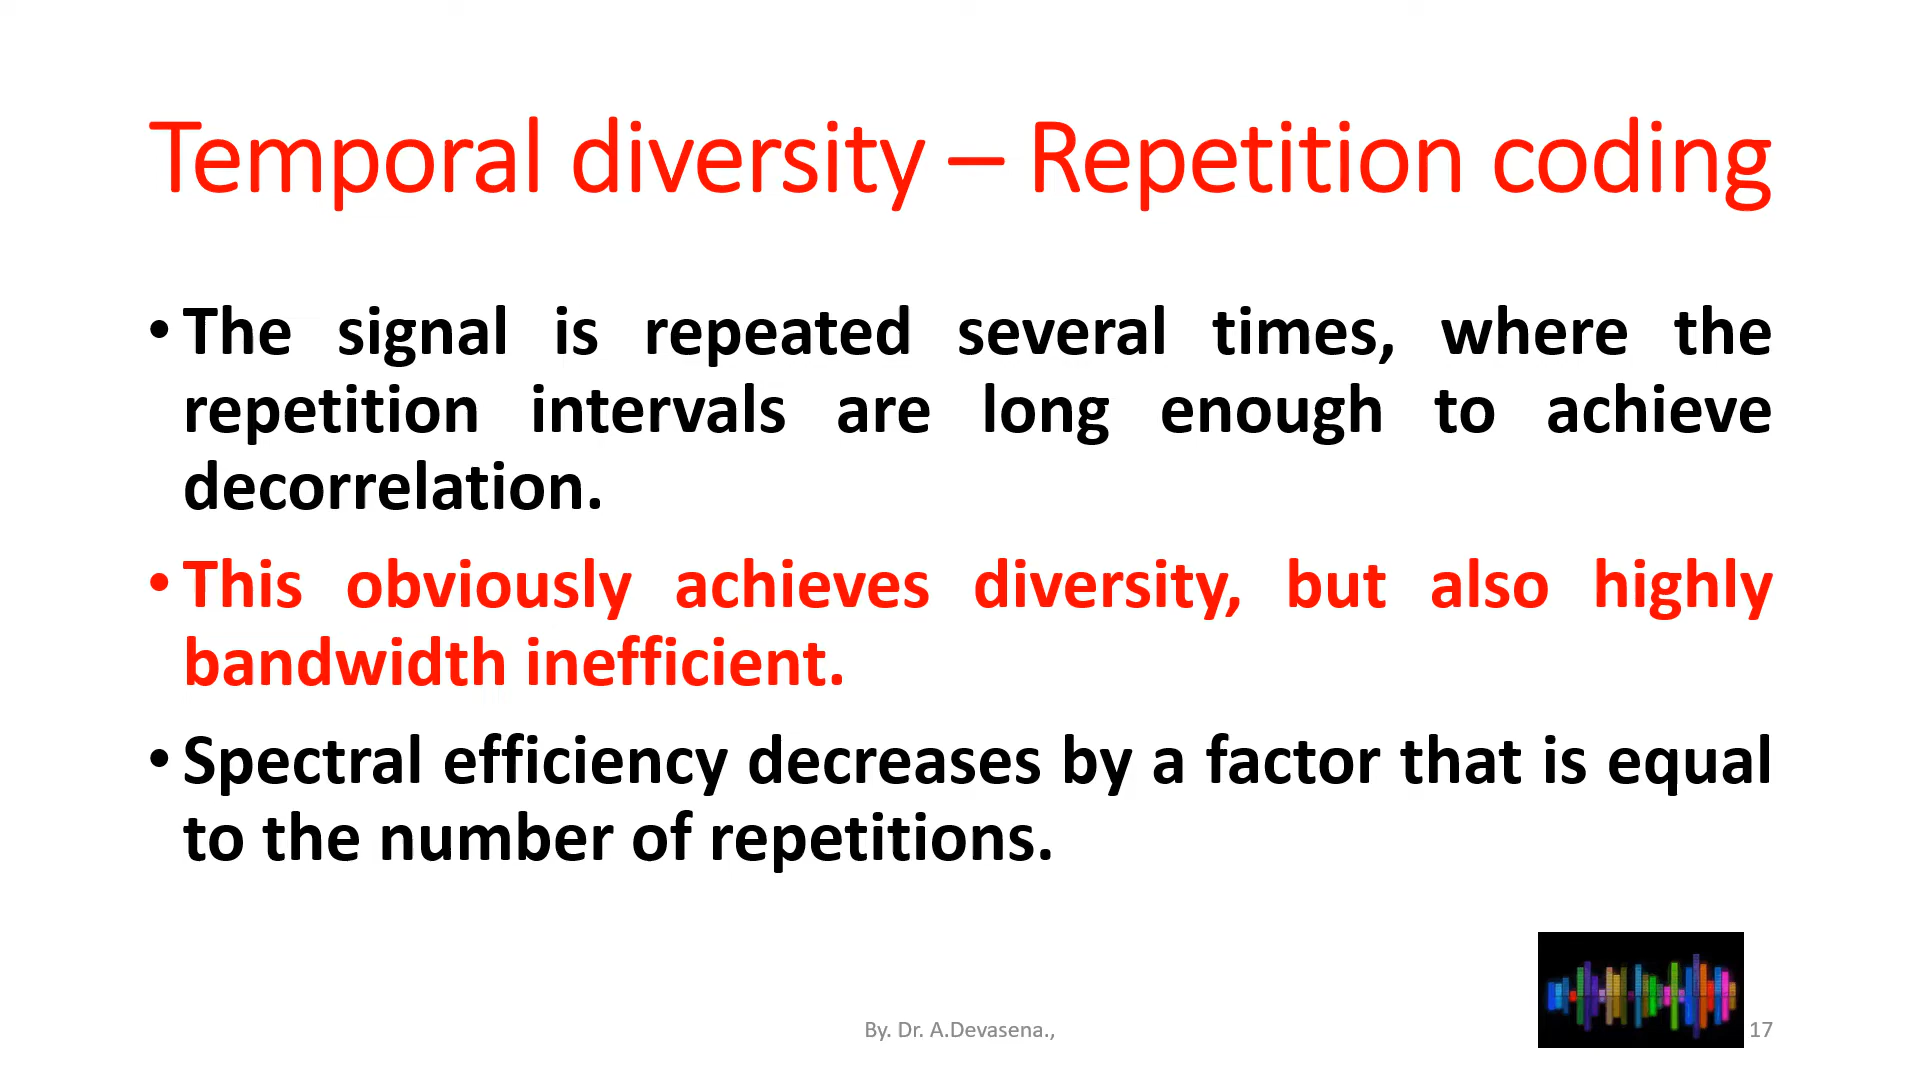 Temporal diversity – Repetition coding
• The signal is repeated several times, where the
repetition intervals are long enough to achieve
decorrelation.
• This obviously achieves diversity, but also highly
bandwidth inefficient.
• Spectral efficiency decreases by a factor that is equal
to the number of repetitions.
By. Dr. A.Devasena.,
17